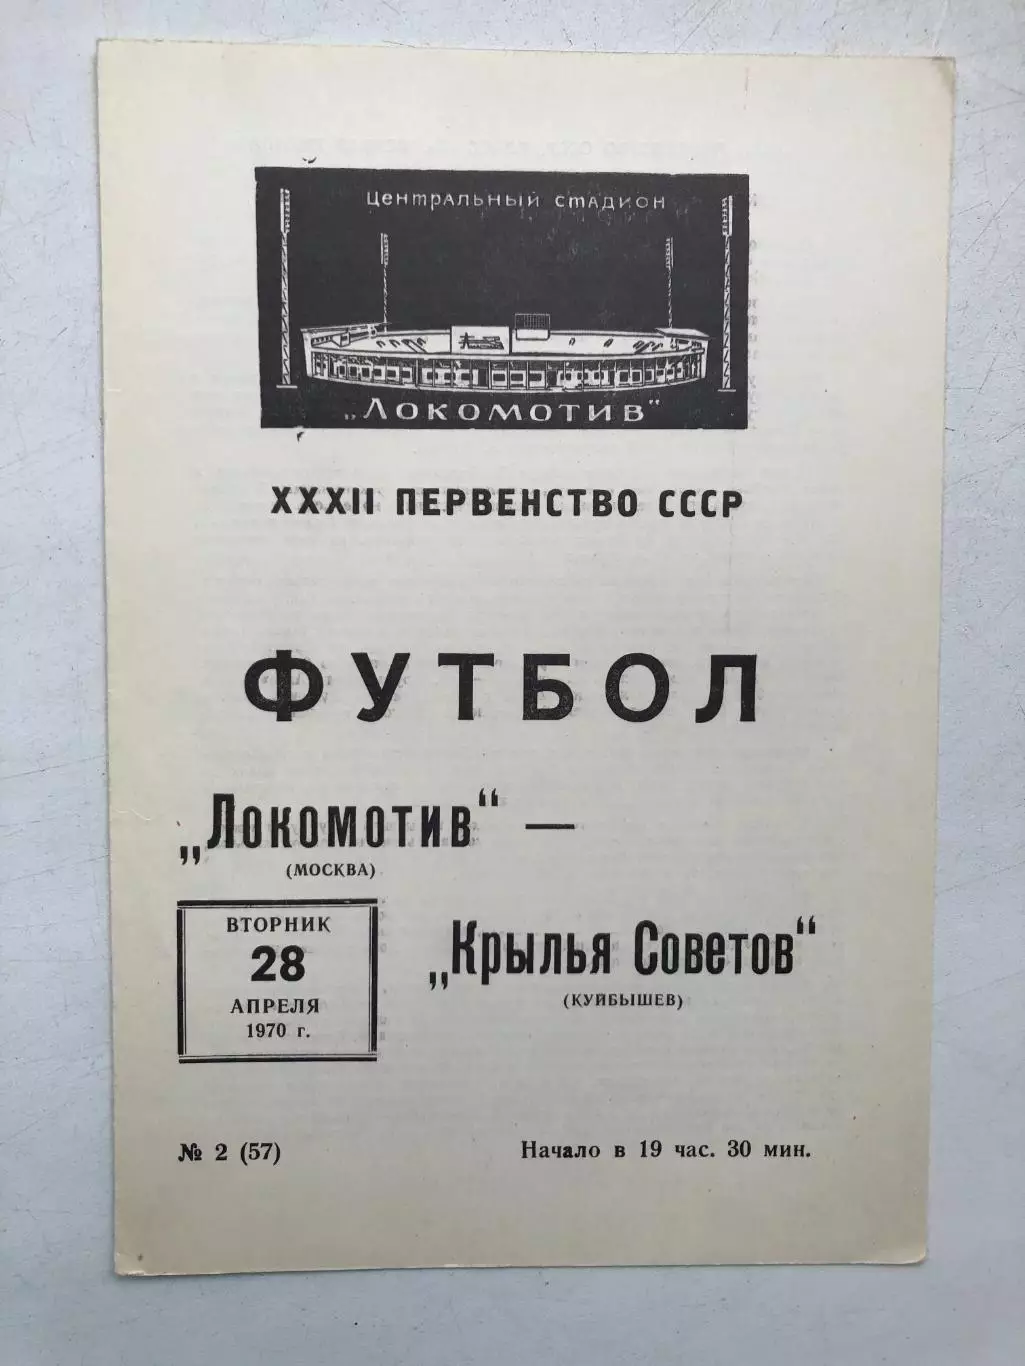 Центральный стадион
„Локомотив“
XXXII ПЕРВЕНСТВО СССР
ФУТБОЛ
„Локомотив“ —
(МОСКВА)
ВТОРНИК
28
АПРЕЛЯ
1970 г.
„Крылья Советов“
(КУЙБЫШЕВ)
№ 2 (57)
Начало в 19 час. 30 мин.